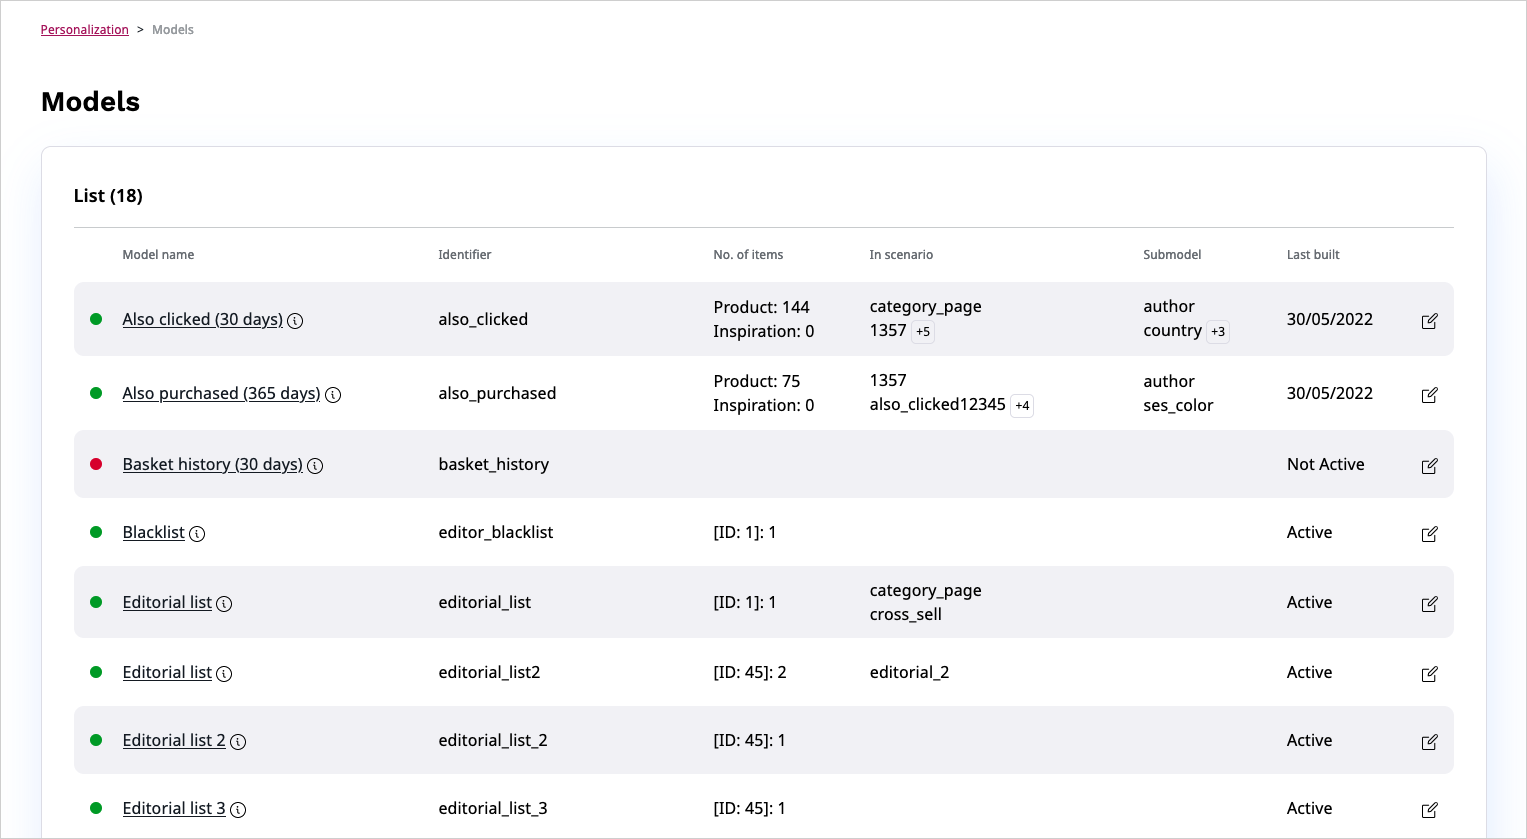 Personalization > Models
Models
List (18)
Model name Identifier No. of items In scenario Submodel Last built
Also clicked (30 days) also_clicked Product: 144 category_page author 30/05/2022
Inspiration: 0 1357 +5 country +3
Also purchased (365 days) also_purchased Product: 75 1357 author 30/05/2022
Inspiration: 0 also_clicked12345 +4 ses_color
Basket history (30 days) basket_history Not Active
Blacklist editor_blacklist [ID: 1]: 1 Active
Editorial list editorial_list [ID: 1]: 1 category_page Active
cross_sell
Editorial list editorial_list2 [ID: 45]: 2 editorial_2 Active
Editorial list 2 editorial_list_2 [ID: 45]: 1 Active
Editorial list 3 editorial_list_3 [ID: 45]: 1 Active